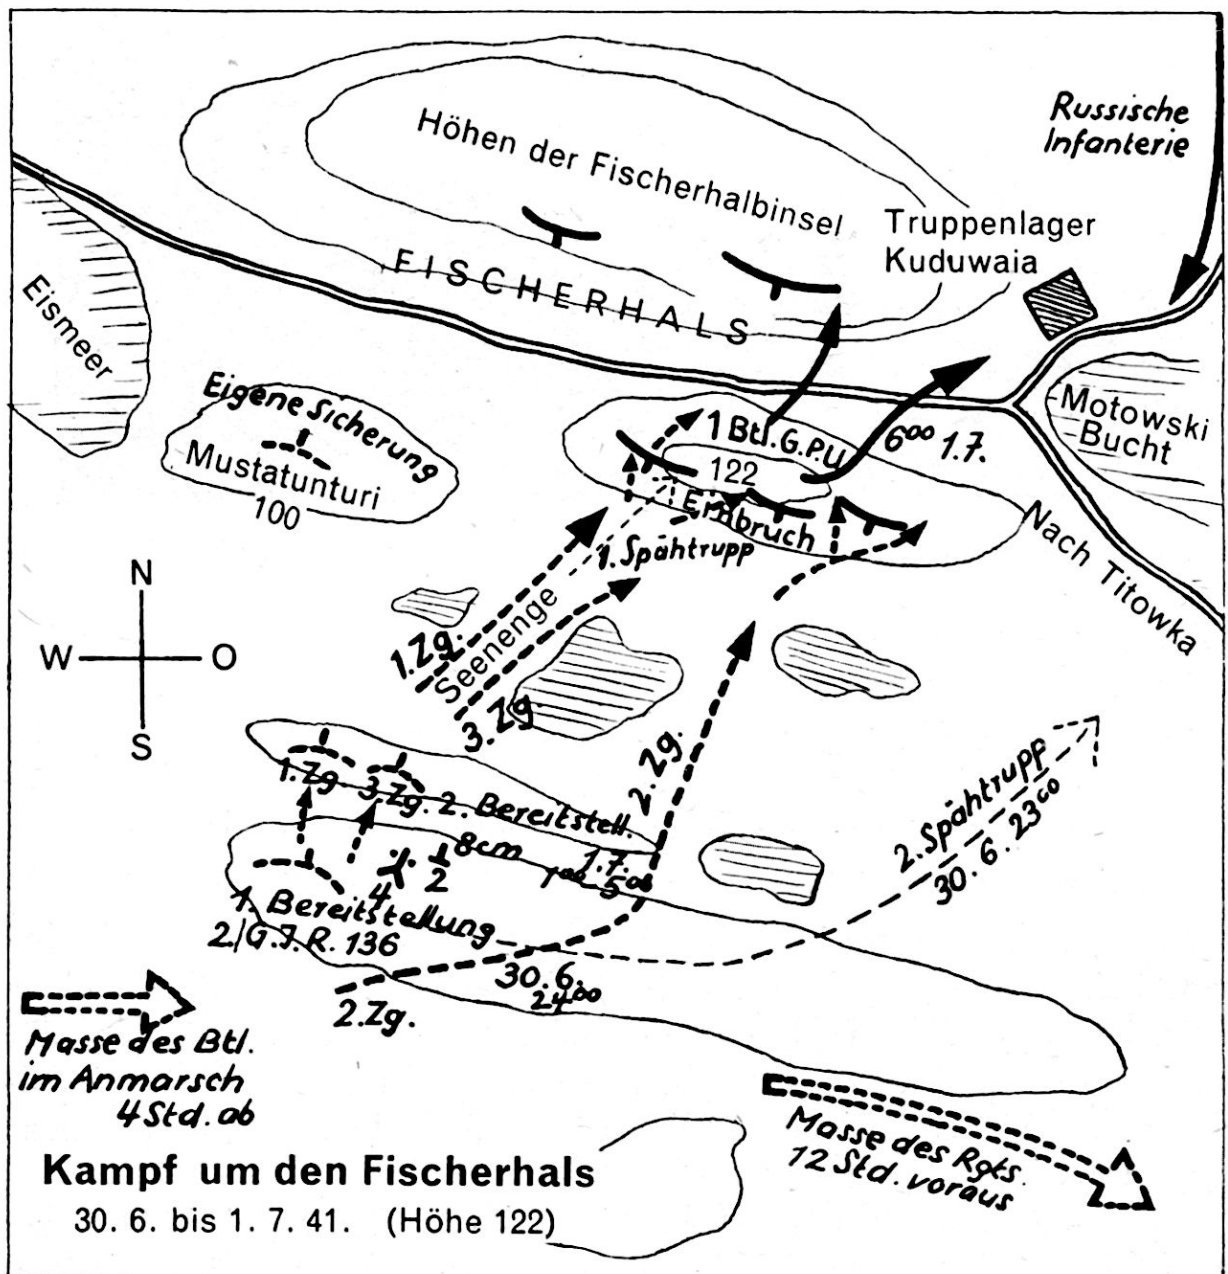 Russische
Infanterie
Höhen der Fischerhalbinsel
Truppenlager
Kuduwaia
FISCHERHALS
Eismeer
Eigene Sicherung
Mustatunturi
100
Motowski
Bucht
1 Btl. G.P.U
6⁰⁰ 1.7.
122
Einbruch
1. Spähtrupp
Nach Titowka
N
W O
S
1. Zg.
Seenenge
3. Zg
2. Zg.
1. Zg.
3. Zg.
2. Bereitstell.
8cm
1.7.
1⁰⁰ 5⁰⁰
4
2
1. Bereitstellung
2./G.J.R. 136
2. Spähtrupp
30. 6. 23⁰⁰
30. 6.
24⁰⁰
2. Zg.
Masse des Btl.
im Anmarsch
4 Std. ab
Masse des Rgts.
12 Std. voraus
Kampf um den Fischerhals
30. 6. bis 1. 7. 41. (Höhe 122)